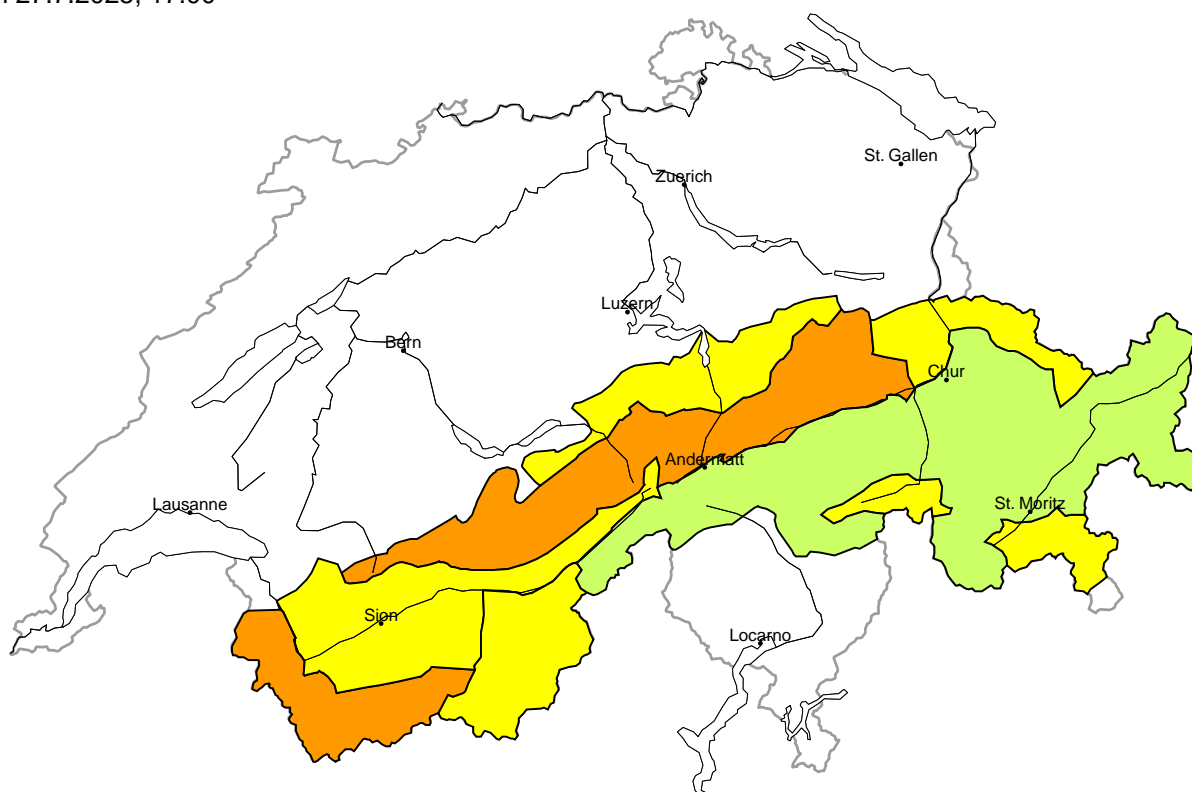 St. Gallen
Zuerich
Luzern
Bern
Chur
Andermatt
Lausanne
St. Moritz
Sion
Locarno